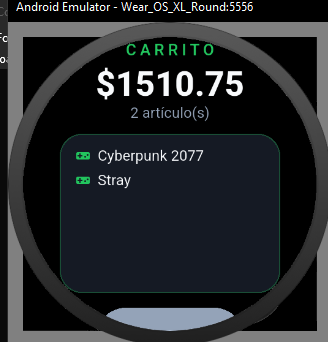 Android Emulator - Wear_OS_XL_Round:5556
CARRITO
$1510.75
2 artículo(s)
Cyberpunk 2077
Stray